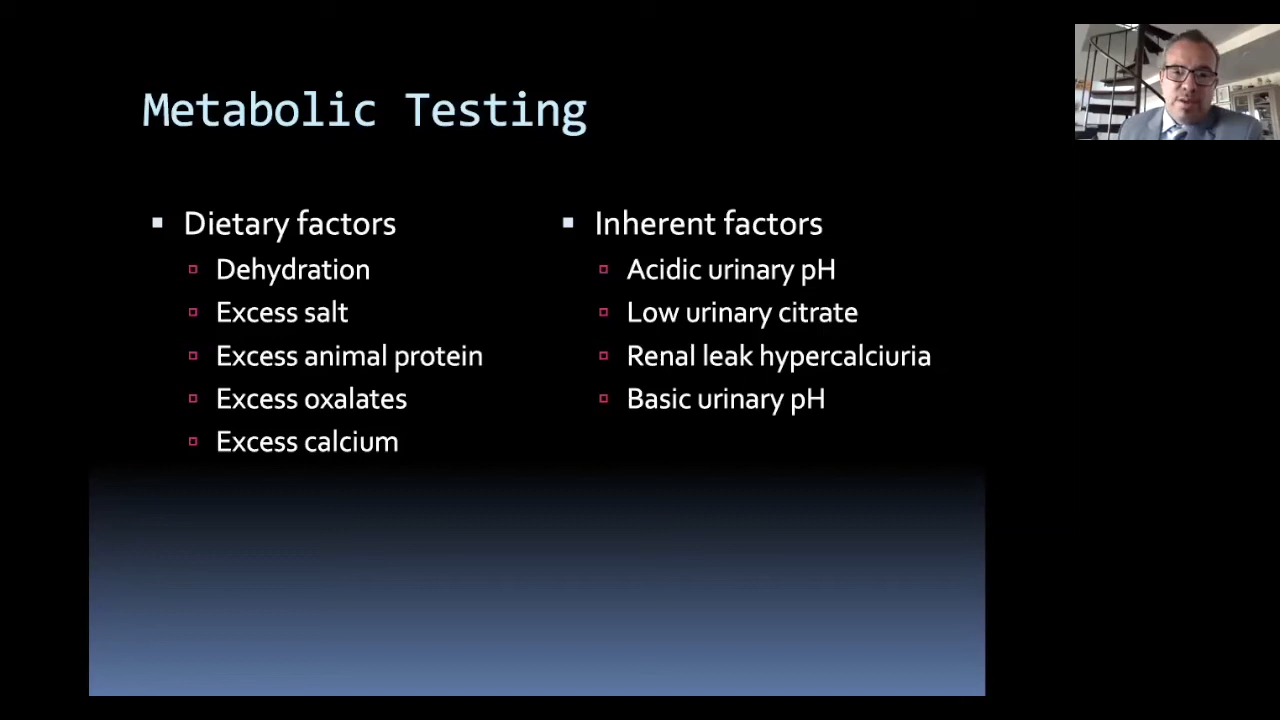 Metabolic Testing
Dietary factors
Dehydration
Excess salt
Excess animal protein
Excess oxalates
Excess calcium
Inherent factors
Acidic urinary pH
Low urinary citrate
Renal leak hypercalciuria
Basic urinary pH